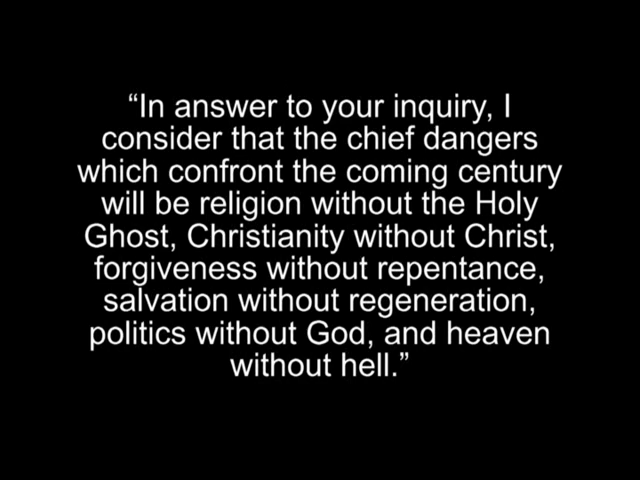 “In answer to your inquiry, I
consider that the chief dangers
which confront the coming century
will be religion without the Holy
Ghost, Christianity without Christ,
forgiveness without repentance,
salvation without regeneration,
politics without God, and heaven
without hell.”